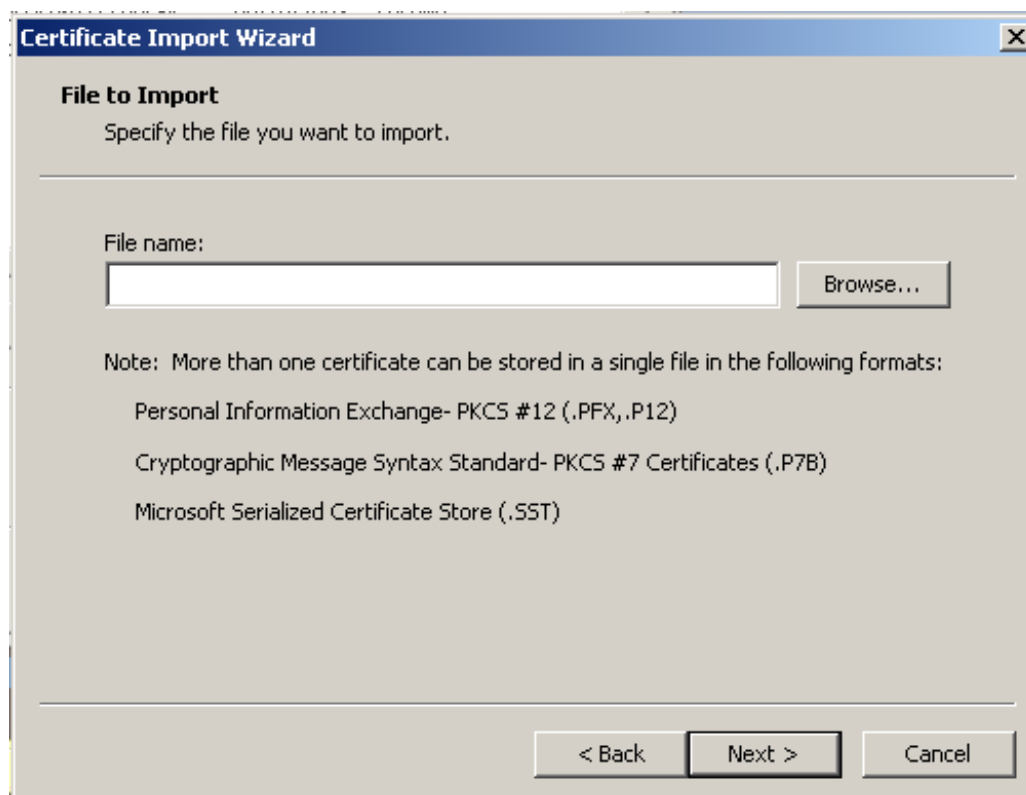 Certificate Import Wizard
File to Import
Specify the file you want to import.
File name:
Browse...
Note: More than one certificate can be stored in a single file in the following formats:
Personal Information Exchange- PKCS #12 (.PFX,.P12)
Cryptographic Message Syntax Standard- PKCS #7 Certificates (.P7B)
Microsoft Serialized Certificate Store (.SST)
< Back
Next >
Cancel